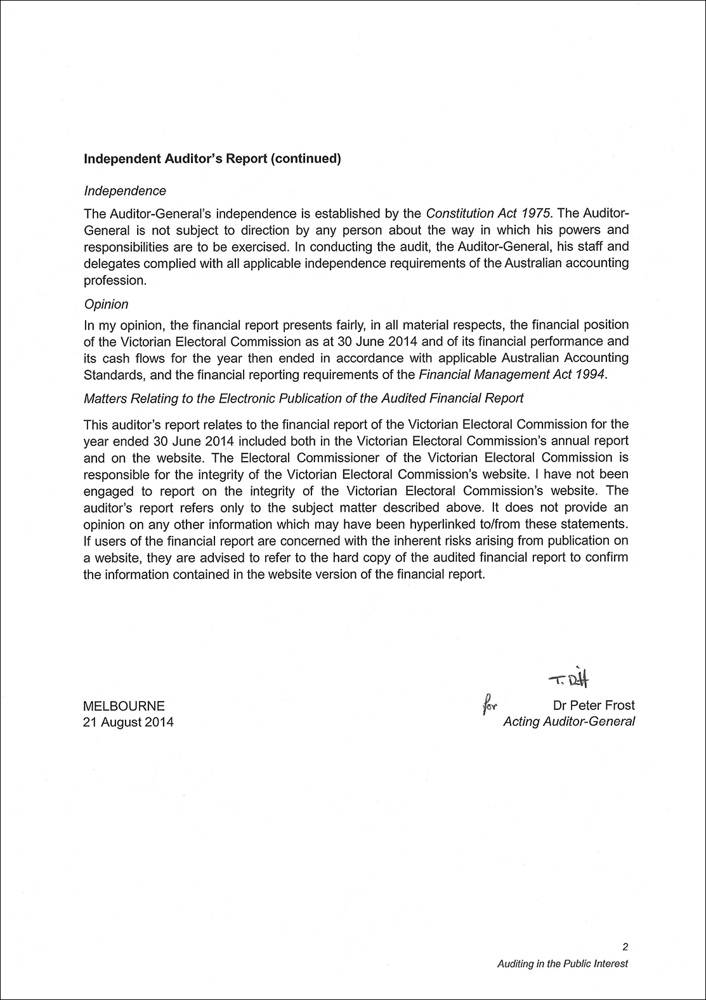 Independent Auditor's Report (continued)
Independence
The Auditor-General's independence is established by the Constitution Act 1975. The Auditor-
General is not subject to direction by any person about the way in which his powers and
responsibilities are to be exercised. In conducting the audit, the Auditor-General, his staff and
delegates complied with all applicable independence requirements of the Australian accounting
profession.
Opinion
In my opinion, the financial report presents fairly, in all material respects, the financial position
of the Victorian Electoral Commission as at 30 June 2014 and of its financial performance and
its cash flows for the year then ended in accordance with applicable Australian Accounting
Standards, and the financial reporting requirements of the Financial Management Act 1994.
Matters Relating to the Electronic Publication of the Audited Financial Report
This auditor's report relates to the financial report of the Victorian Electoral Commission for the
year ended 30 June 2014 included both in the Victorian Electoral Commission's annual report
and on the website. The Electoral Commissioner of the Victorian Electoral Commission is
responsible for the integrity of the Victorian Electoral Commission's website. I have not been
engaged to report on the integrity of the Victorian Electoral Commission's website. The
auditor's report refers only to the subject matter described above. It does not provide an
opinion on any other information which may have been hyperlinked to/from these statements.
If users of the financial report are concerned with the inherent risks arising from publication on
a website, they are advised to refer to the hard copy of the audited financial report to confirm
the information contained in the website version of the financial report.
MELBOURNE
21 August 2014
for Dr Peter Frost
Acting Auditor-General
2
Auditing in the Public Interest